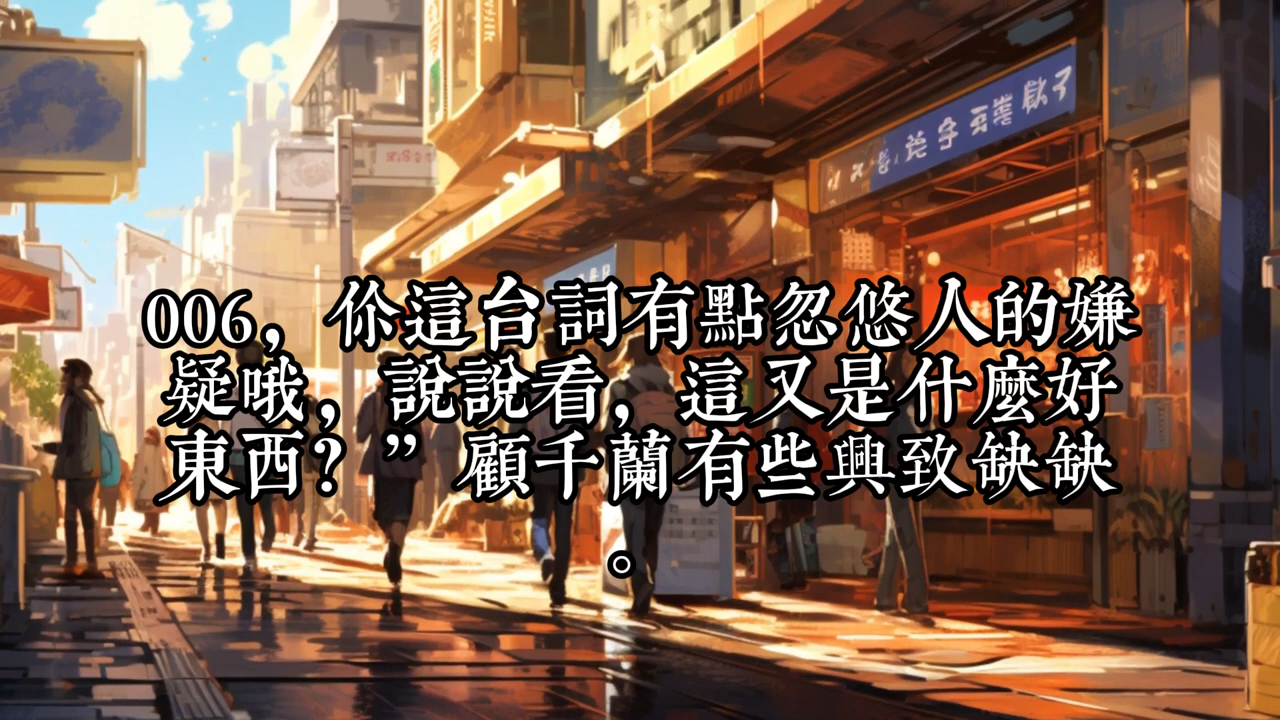 006，你這台詞有點忽悠人的嫌
疑哦，說說看，這又是什麼好
東西？”顧千蘭有些興致缺缺
。